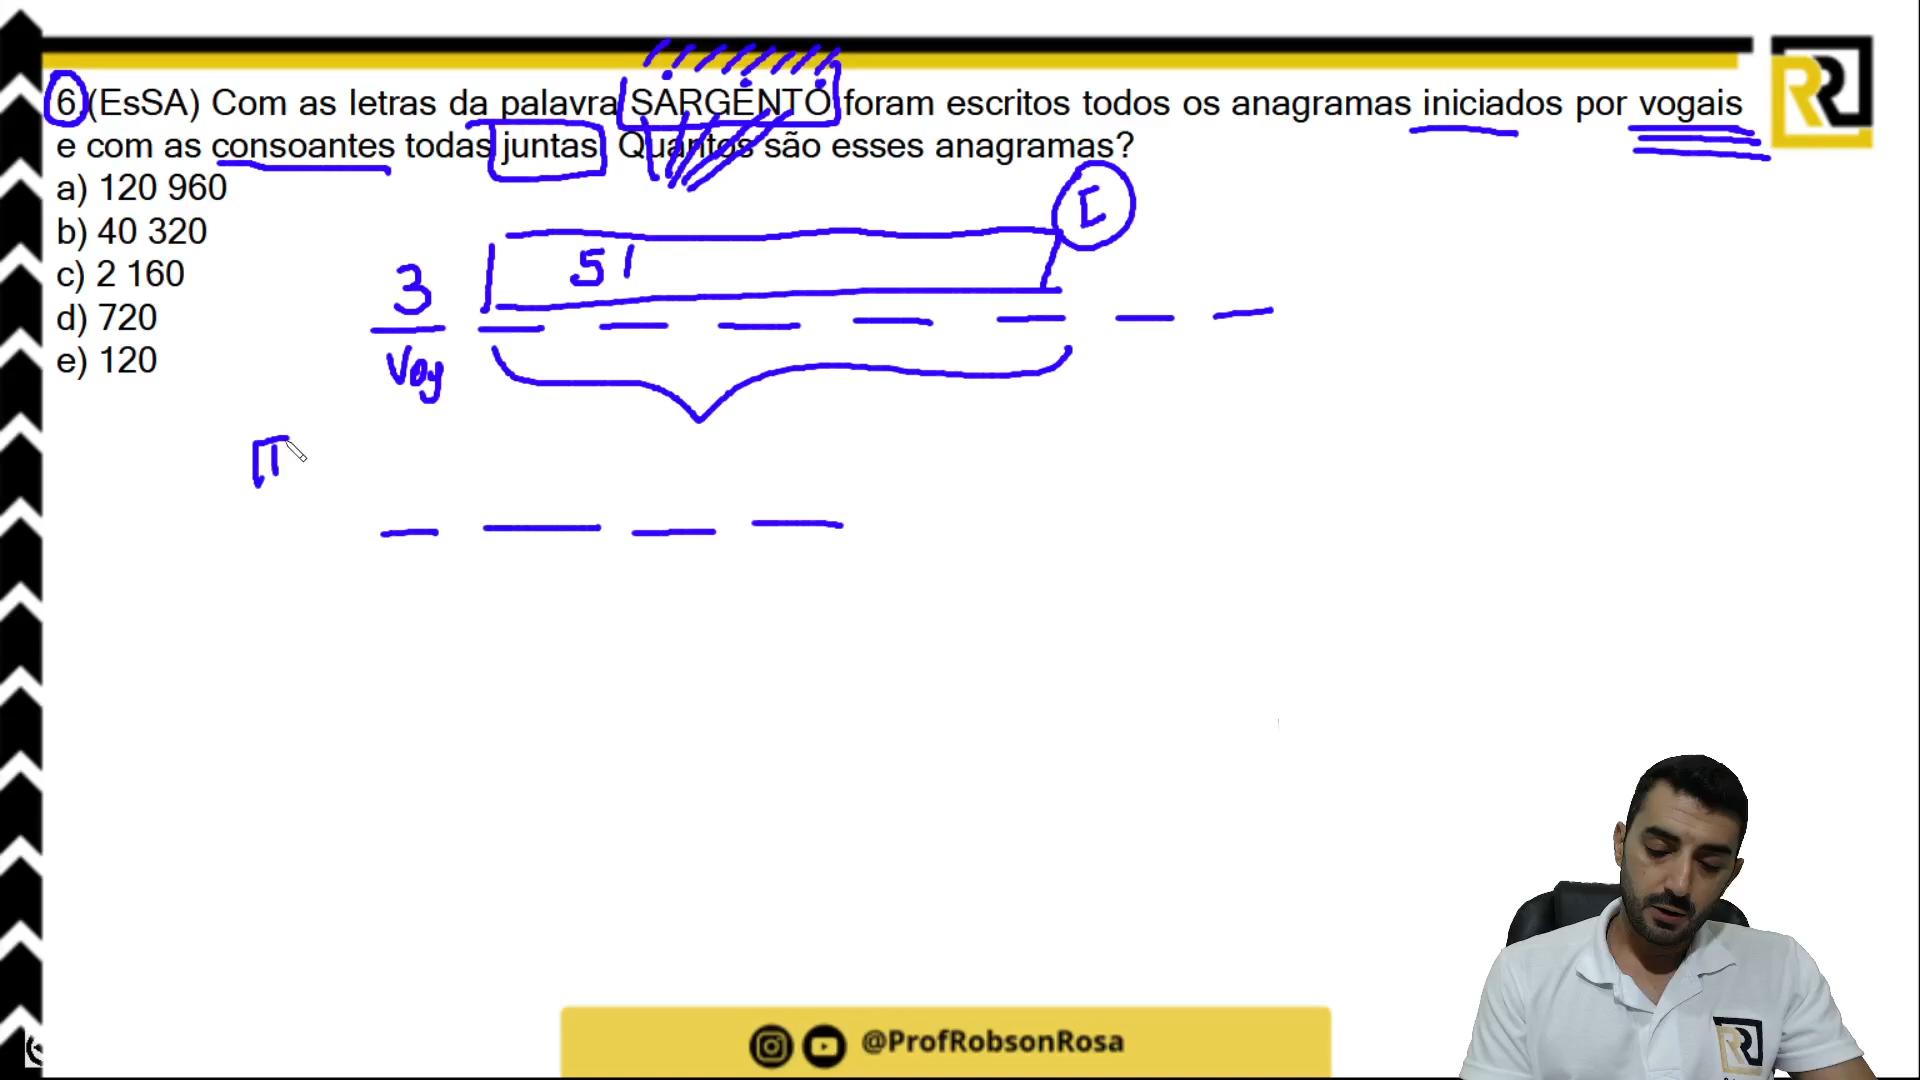 6 (EsSA) Com as letras da palavra SARGENTO foram escritos todos os anagramas iniciados por vogais
e com as consoantes todas juntas. Quantos são esses anagramas?
a) 120 960
b) 40 320
c) 2 160
d) 720
e) 120
C
3 5!
Vog
@ProfRobsonRosa